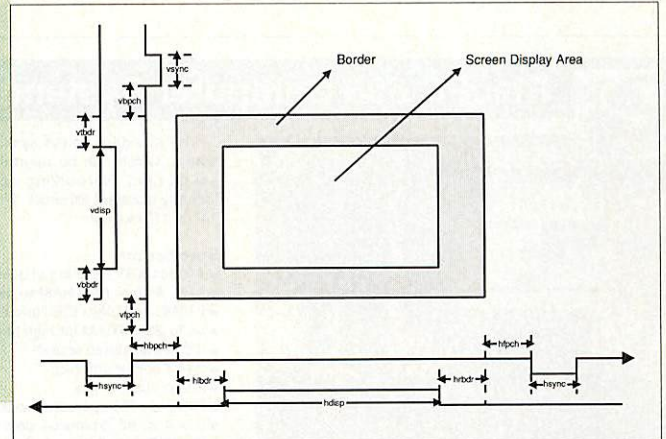 Border
Screen Display Area
vsync
vbpch
vtbdr
vdisp
vbbdr
vfpch
hbpch
hfpch
hsync
hlbdr
hrbdr
hsync
hdisp